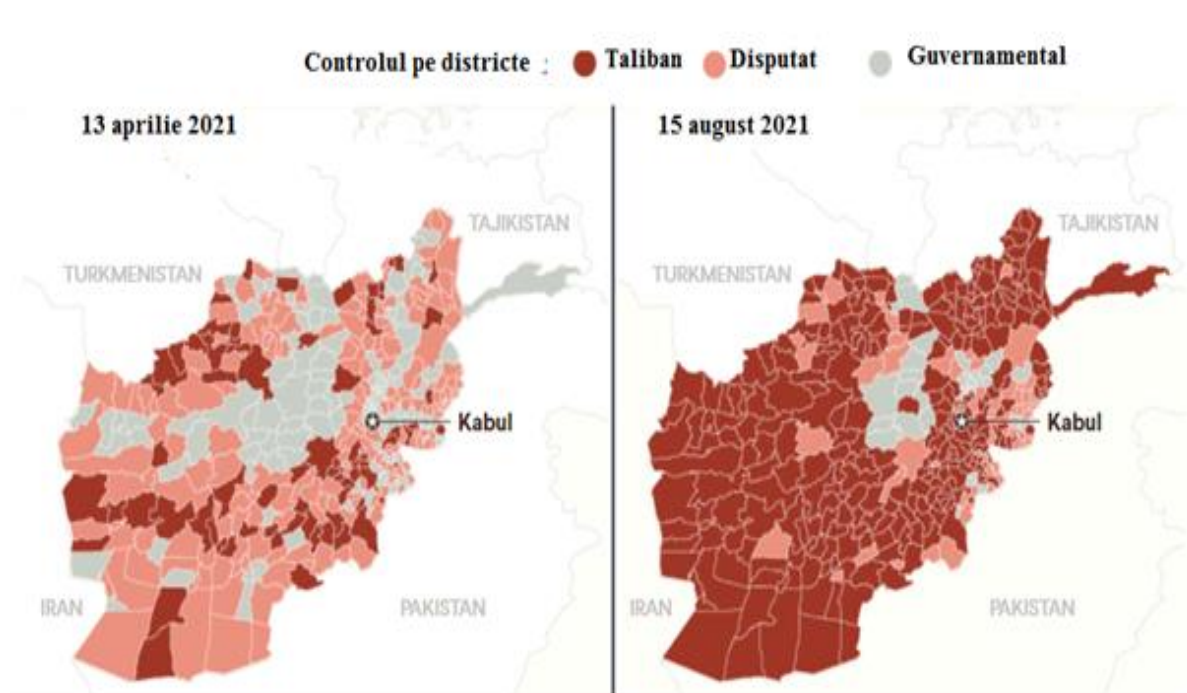 Controlul pe districte : Taliban Disputat Guvernamental
13 aprilie 2021
TAJIKISTAN
TURKMENISTAN
Kabul
IRAN
PAKISTAN
15 august 2021
TAJIKISTAN
TURKMENISTAN
Kabul
IRAN
PAKISTAN